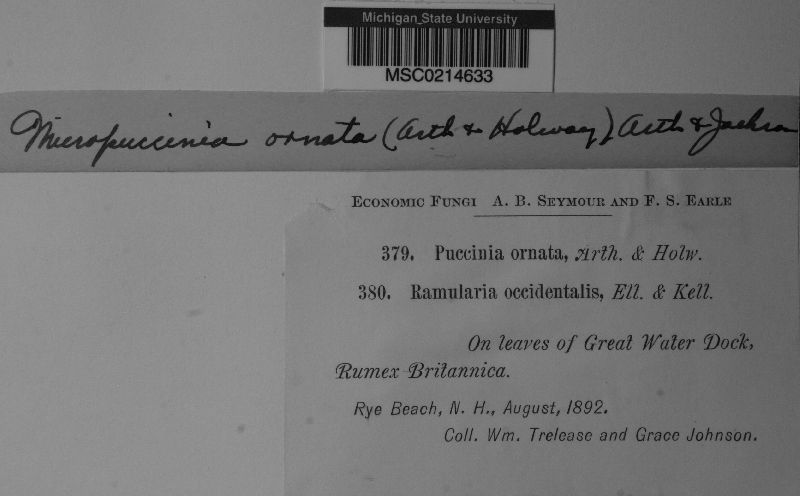 Michigan State University
MSC0214633
Micropuccinia ornata (Arth & Holway) Arth & Jackson
ECONOMIC FUNGI A. B. SEYMOUR AND F. S. EARLE
379. Puccinia ornata, Arth. & Holw.
380. Ramularia occidentalis, Ell. & Kell.
On leaves of Great Water Dock,
Rumex Britannica.
Rye Beach, N. H., August, 1892.
Coll. Wm. Trelease and Grace Johnson.